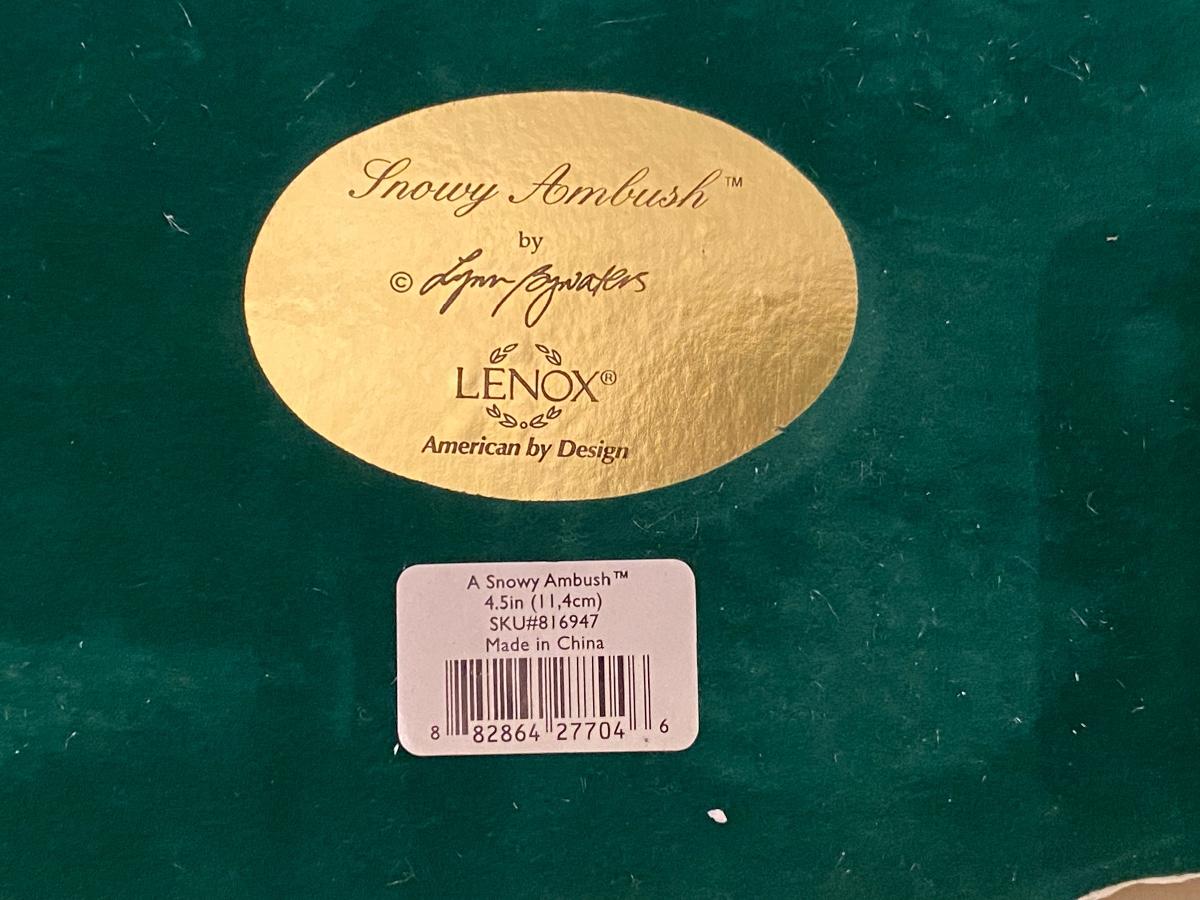 Snowy Ambush™
by
© Lynn Bywaters
LENOX®
American by Design
A Snowy Ambush™
4.5in (11,4cm)
SKU#816947
Made in China
8 82864 27704 6